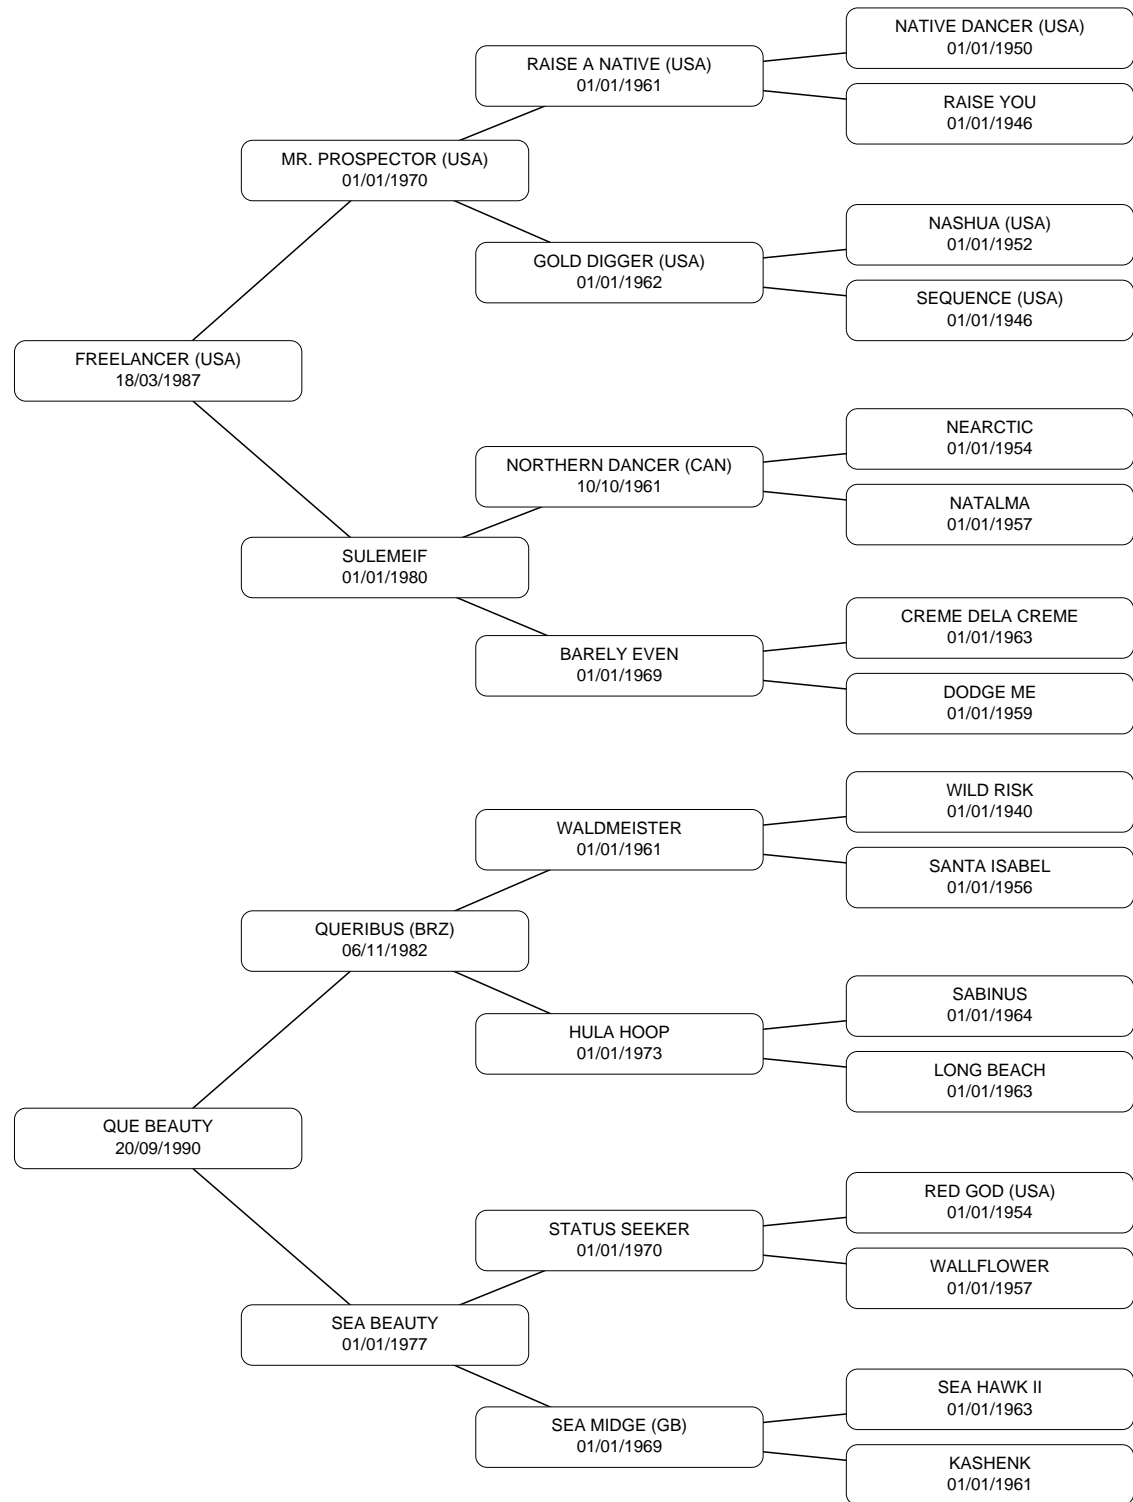 NATIVE DANCER (USA)
01/01/1950
RAISE A NATIVE (USA)
01/01/1961
RAISE YOU
01/01/1946
MR. PROSPECTOR (USA)
01/01/1970
NASHUA (USA)
01/01/1952
GOLD DIGGER (USA)
01/01/1962
SEQUENCE (USA)
01/01/1946
FREELANCER (USA)
18/03/1987
NEARCTIC
01/01/1954
NORTHERN DANCER (CAN)
10/10/1961
NATALMA
01/01/1957
SULEMEIF
01/01/1980
CREME DELA CREME
01/01/1963
BARELY EVEN
01/01/1969
DODGE ME
01/01/1959
WILD RISK
01/01/1940
WALDMEISTER
01/01/1961
SANTA ISABEL
01/01/1956
QUERIBUS (BRZ)
06/11/1982
SABINUS
01/01/1964
HULA HOOP
01/01/1973
LONG BEACH
01/01/1963
QUE BEAUTY
20/09/1990
RED GOD (USA)
01/01/1954
STATUS SEEKER
01/01/1970
WALLFLOWER
01/01/1957
SEA BEAUTY
01/01/1977
SEA HAWK II
01/01/1963
SEA MIDGE (GB)
01/01/1969
KASHENK
01/01/1961